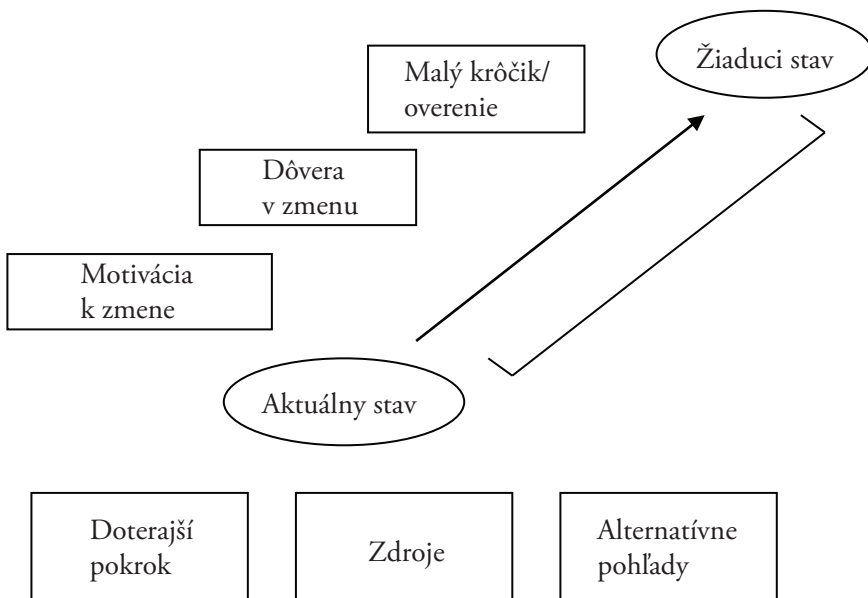 Žiaduci stav
Malý krôčik/
overenie
Dôvera
v zmenu
Motivácia
k zmene
Aktuálny stav
Doterajší
pokrok
Zdroje
Alternatívne
pohľady